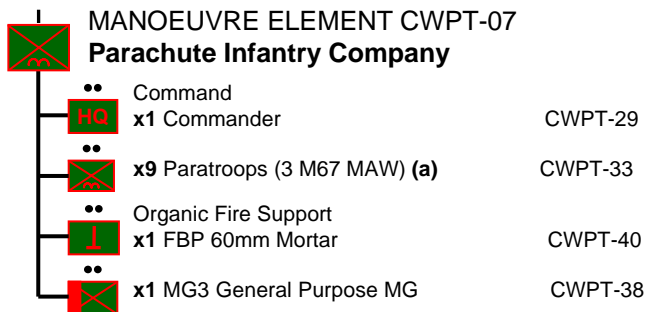 MANOEUVRE ELEMENT CWPT-07
Parachute Infantry Company
Command
HQ x1 Commander CWPT-29
x9 Paratroops (3 M67 MAW) (a) CWPT-33
Organic Fire Support
x1 FBP 60mm Mortar CWPT-40
x1 MG3 General Purpose MG CWPT-38